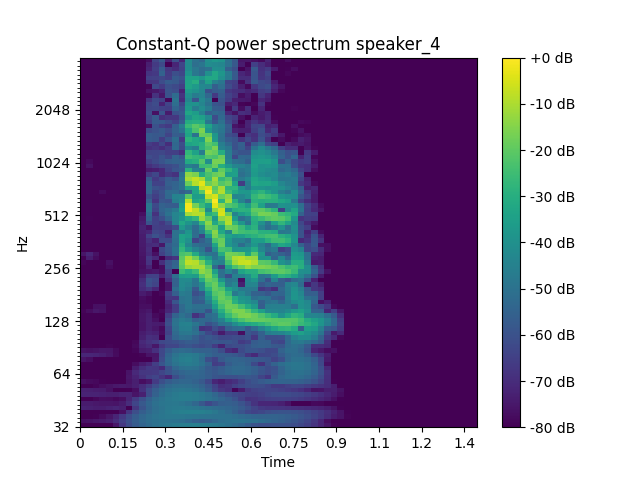 Constant-Q power spectrum speaker_4
Hz
2048
1024
512
256
128
64
32
0 0.15 0.3 0.45 0.6 0.75 0.9 1.1 1.2 1.4
Time
+0 dB
-10 dB
-20 dB
-30 dB
-40 dB
-50 dB
-60 dB
-70 dB
-80 dB